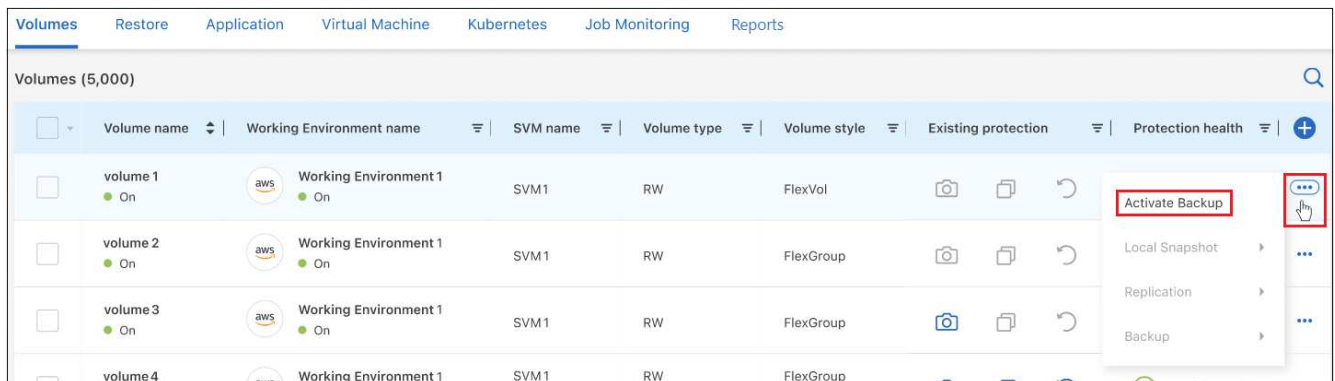 Volumes Restore Application Virtual Machine Kubernetes Job Monitoring Reports
Volumes (5,000)
Volume name Working Environment name SVM name Volume type Volume style Existing protection Protection health
volume 1 aws Working Environment 1 SVM1 RW FlexVol
On On
Activate Backup
volume 2 aws Working Environment 1 SVM1 RW FlexGroup
On On
Local Snapshot
Replication
volume 3 aws Working Environment 1 SVM1 RW FlexGroup
On On
Backup
volume 4 Working Environment 1 SVM1 RW FlexGroup